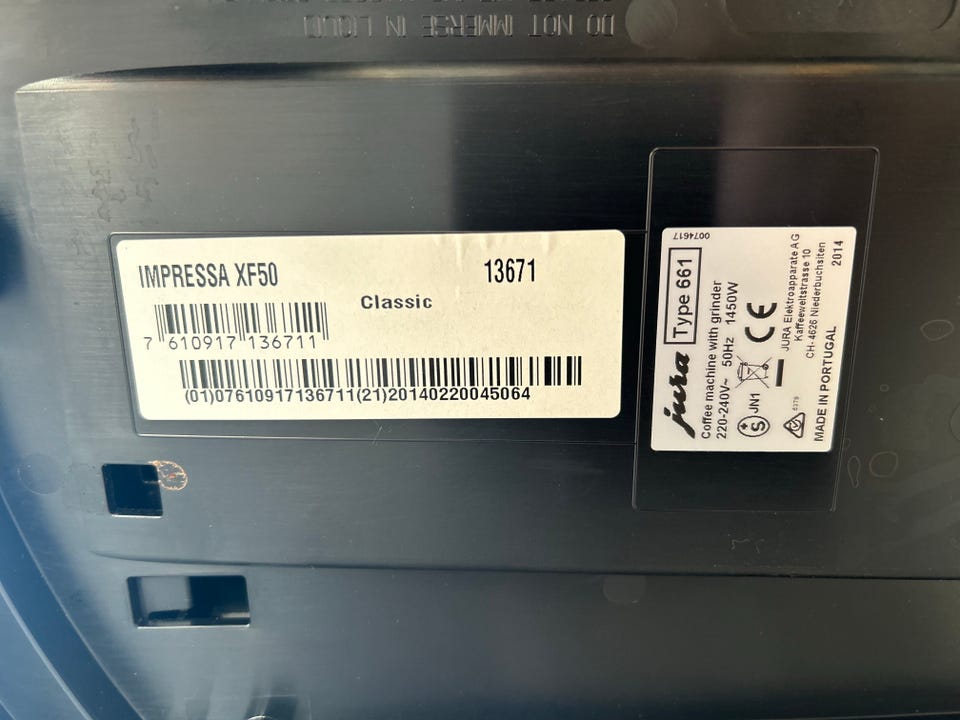 DO NOT IMMERSE IN LIQUID
IMPRESSA XF50
13671
Classic
7 610917 136711
(01)07610917136711(21)20140220045064
0074617
jura
Type 661
Coffee machine with grinder
220-240V~ 50Hz 1450W
S
JN1
CE
6379
JURA Elektroapparate AG
Kaffeeweltstrasse 10
CH-4626 Niederbuchsiten
2014
MADE IN PORTUGAL